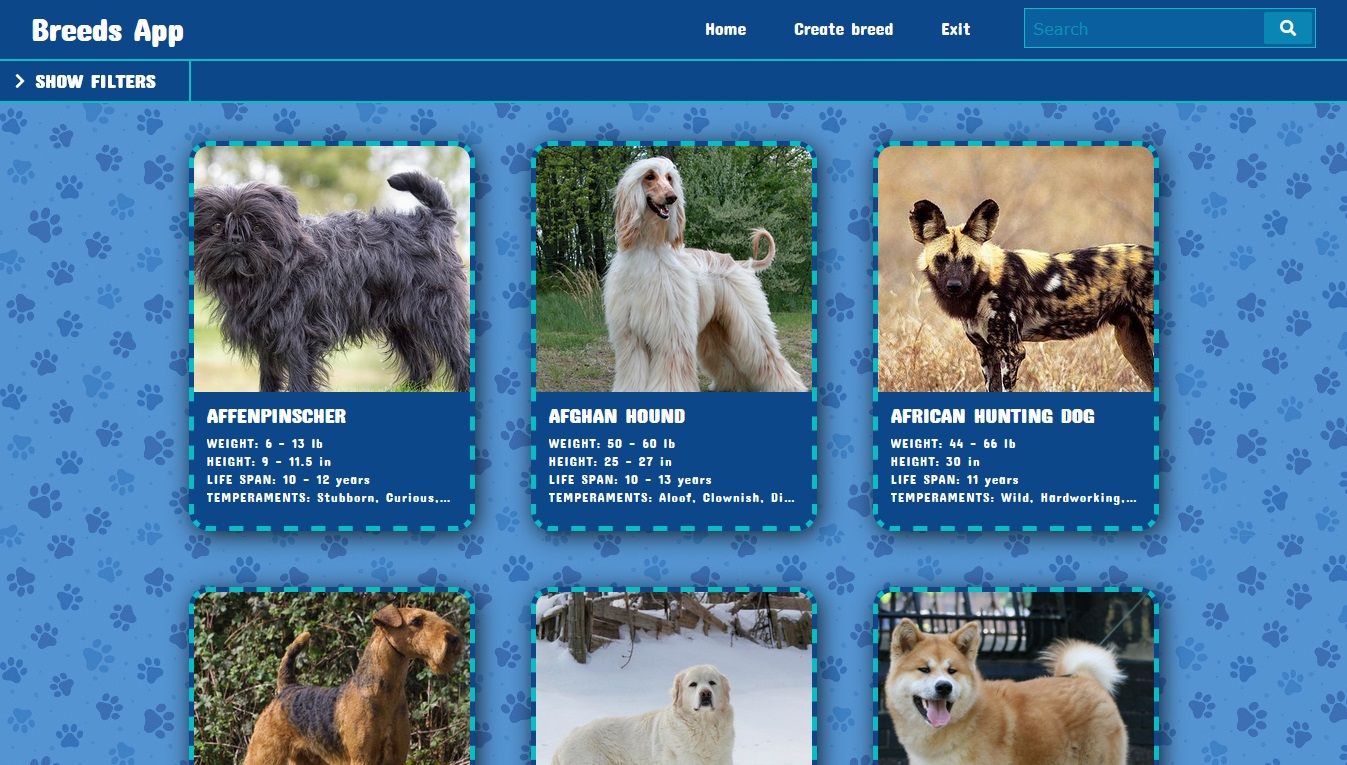 Breeds App
Home
Create breed
Exit
Search
SHOW FILTERS
AFFENPINSCHER
WEIGHT: 6 - 13 lb
HEIGHT: 9 - 11.5 in
LIFE SPAN: 10 - 12 years
TEMPERAMENTS: Stubborn, Curious,...
AFGHAN HOUND
WEIGHT: 50 - 60 lb
HEIGHT: 25 - 27 in
LIFE SPAN: 10 - 13 years
TEMPERAMENTS: Aloof, Clownish, Di...
AFRICAN HUNTING DOG
WEIGHT: 44 - 66 lb
HEIGHT: 30 in
LIFE SPAN: 11 years
TEMPERAMENTS: Wild, Hardworking,...